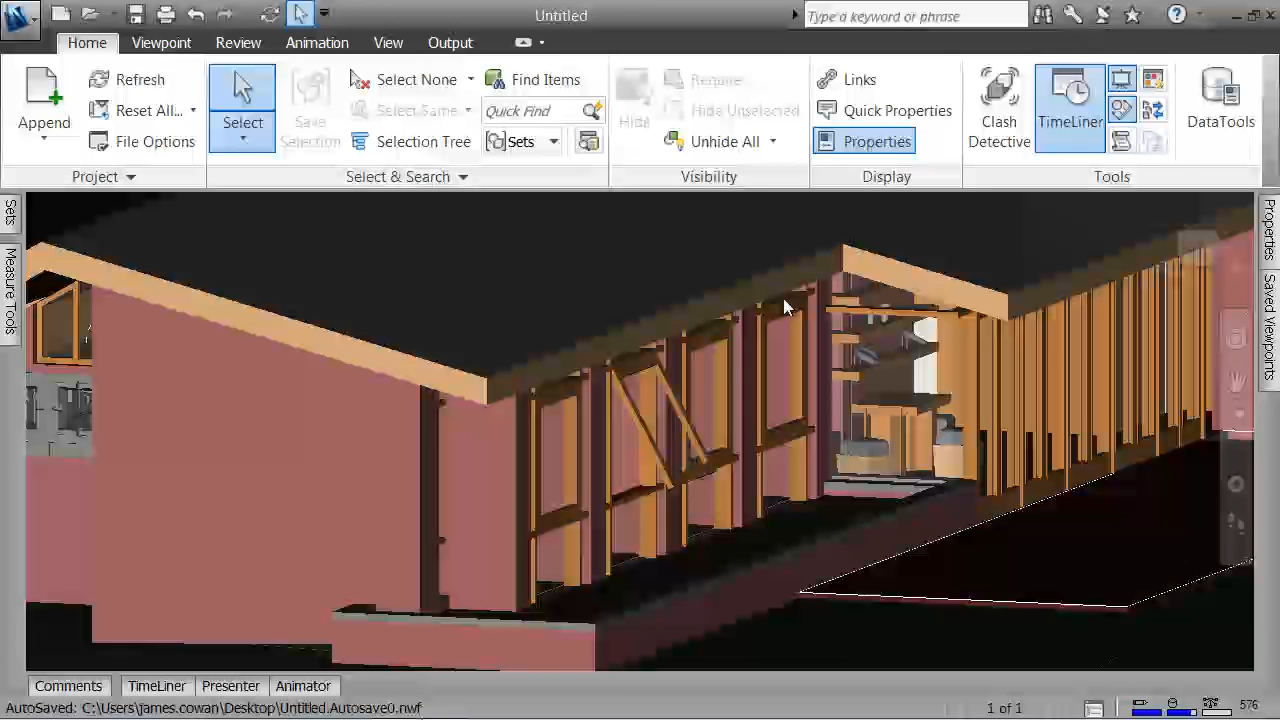 Untitled
Type a keyword or phrase
Home
Viewpoint
Review
Animation
View
Output
Append
Refresh
Reset All...
File Options
Project
Select
Save Selection
Select None
Select Same
Selection Tree
Find Items
Quick Find
Sets
Select & Search
Hide
Require
Hide Unselected
Unhide All
Visibility
Links
Quick Properties
Properties
Display
Clash Detective
TimeLiner
DataTools
Tools
Sets
Measure Tools
Properties
Saved Viewpoints
Comments
TimeLiner
Presenter
Animator
AutoSaved: C:\Users\james.cowan\Desktop\Untitled.Autosave0.nwf
1 of 1
576